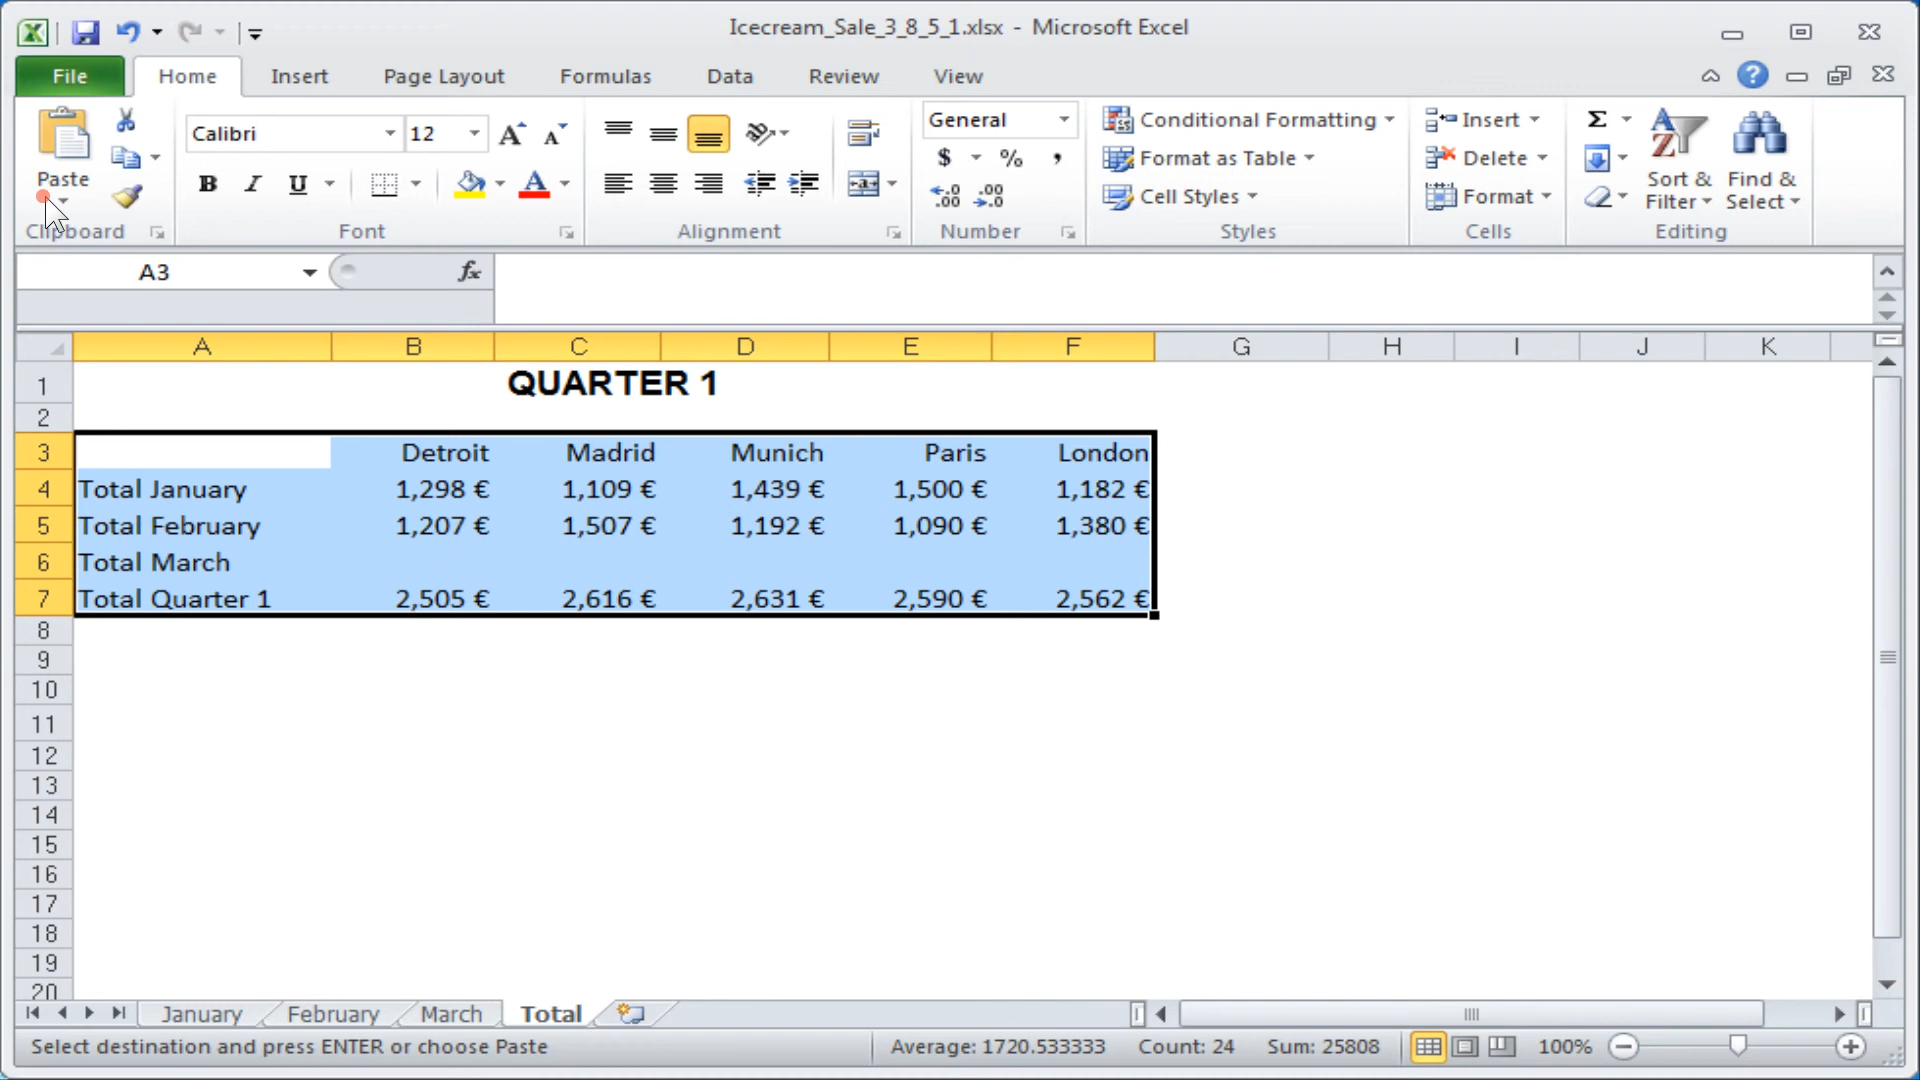 Icecream_Sale_3_8_5_1.xlsx - Microsoft Excel
File Home Insert Page Layout Formulas Data Review View
Paste
Clipboard
Calibri 12
B I U
Font
Alignment
General
$ % ,
Number
Conditional Formatting
Format as Table
Cell Styles
Styles
Insert
Delete
Format
Cells
Σ
Sort & Filter
Find & Select
Editing
A3 fx
A B C D E F G H I J K
1 QUARTER 1
2
3 Detroit Madrid Munich Paris London
4 Total January 1,298 € 1,109 € 1,439 € 1,500 € 1,182 €
5 Total February 1,207 € 1,507 € 1,192 € 1,090 € 1,380 €
6 Total March
7 Total Quarter 1 2,505 € 2,616 € 2,631 € 2,590 € 2,562 €
8
9
10
11
12
13
14
15
16
17
18
19
20
January February March Total
Select destination and press ENTER or choose Paste Average: 1720.533333 Count: 24 Sum: 25808 100%